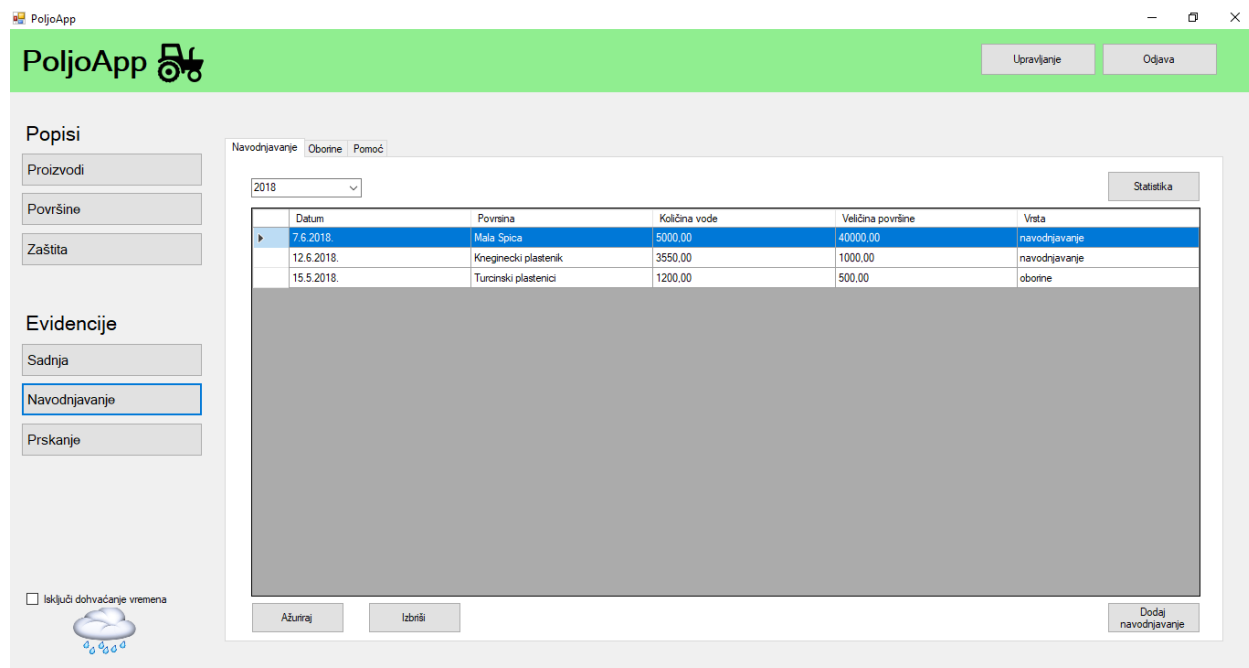 PoljoApp
PoljoApp
Upravljanje
Odjava
Popisi
Proizvodi
Površine
Zaštita
Evidencije
Sadnja
Navodnjavanje
Prskanje
Isključi dohvaćanje vremena
Navodnjavanje Oborine Pomoć
2018
Statistika
Datum Povrsina Količina vode Veličina površine Vrsta
7.6.2018. Mala Spica 5000,00 40000,00 navodnjavanje
12.6.2018. Kneginecki plastenik 3550,00 1000,00 navodnjavanje
15.5.2018. Turcinski plastenici 1200,00 500,00 oborine
Ažuriraj
Izbriši
Dodaj
navodnjavanje